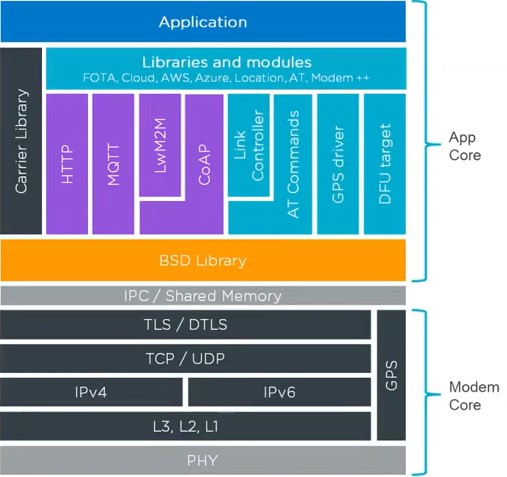 Application
Libraries and modules
FOTA, Cloud, AWS, Azure, Location, AT, Modem ++
Carrier Library
HTTP
MQTT
LwM2M
CoAP
Link
Controller
AT Commands
GPS driver
DFU target
App
Core
BSD Library
IPC / Shared Memory
TLS / DTLS
TCP / UDP
IPv4
IPv6
L3, L2, L1
GPS
Modem
Core
PHY